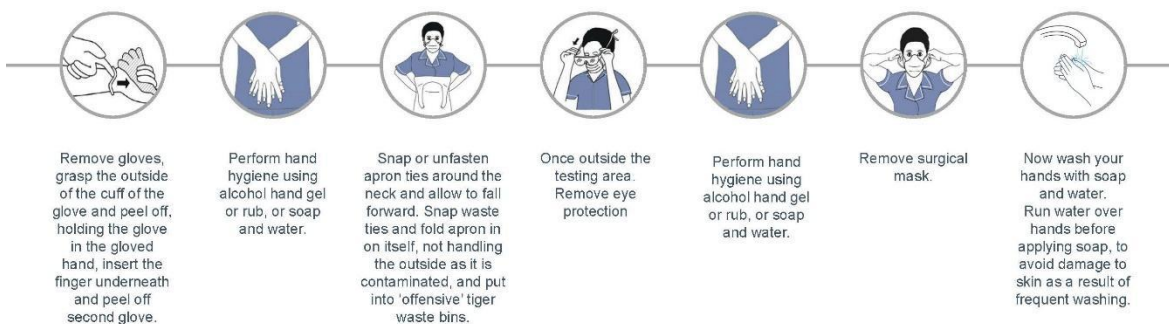 Remove gloves,
grasp the outside
of the cuff of the
glove and peel off,
holding the glove
in the gloved
hand, insert the
finger underneath
and peel off
second glove.
Perform hand
hygiene using
alcohol hand gel
or rub, or soap
and water.
Snap or unfasten
apron ties around
the neck and allow to fall
forward. Snap waste
ties and fold apron in
on itself, not handling
the outside as it is
contaminated, and put
into 'offensive' tiger
waste bins.
Once outside the
testing area.
Remove eye
protection
Perform hand
hygiene using
alcohol hand gel
or rub, or soap
and water.
Remove surgical
mask.
Now wash your
hands with soap
and water.
Run water over
hands before
applying soap, to
avoid damage to
skin as a result of
frequent washing.